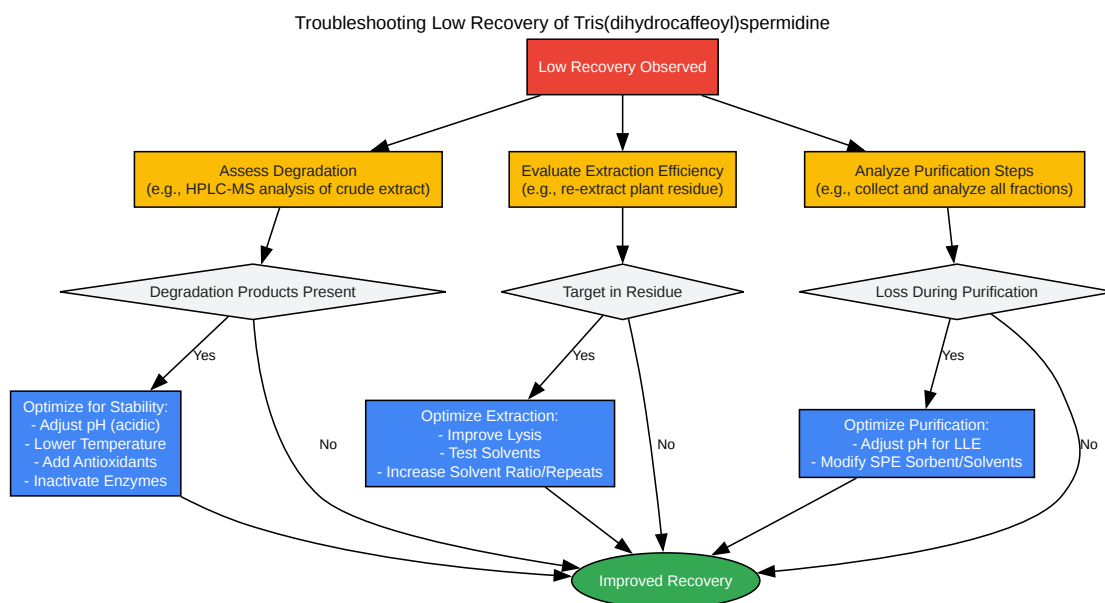 Troubleshooting Low Recovery of Tris(dihydrocaffeoyl)spermidine
Low Recovery Observed
Assess Degradation
(e.g., HPLC-MS analysis of crude extract)
Evaluate Extraction Efficiency
(e.g., re-extract plant residue)
Analyze Purification Steps
(e.g., collect and analyze all fractions)
Degradation Products Present
Target in Residue
Loss During Purification
Yes
Yes
Yes
Optimize for Stability:
- Adjust pH (acidic)
- Lower Temperature
- Add Antioxidants
- Inactivate Enzymes
No
Optimize Extraction:
- Improve Lysis
- Test Solvents
- Increase Solvent Ratio/Repeats
No
Optimize Purification:
- Adjust pH for LLE
- Modify SPE Sorbent/Solvents
No
Improved Recovery